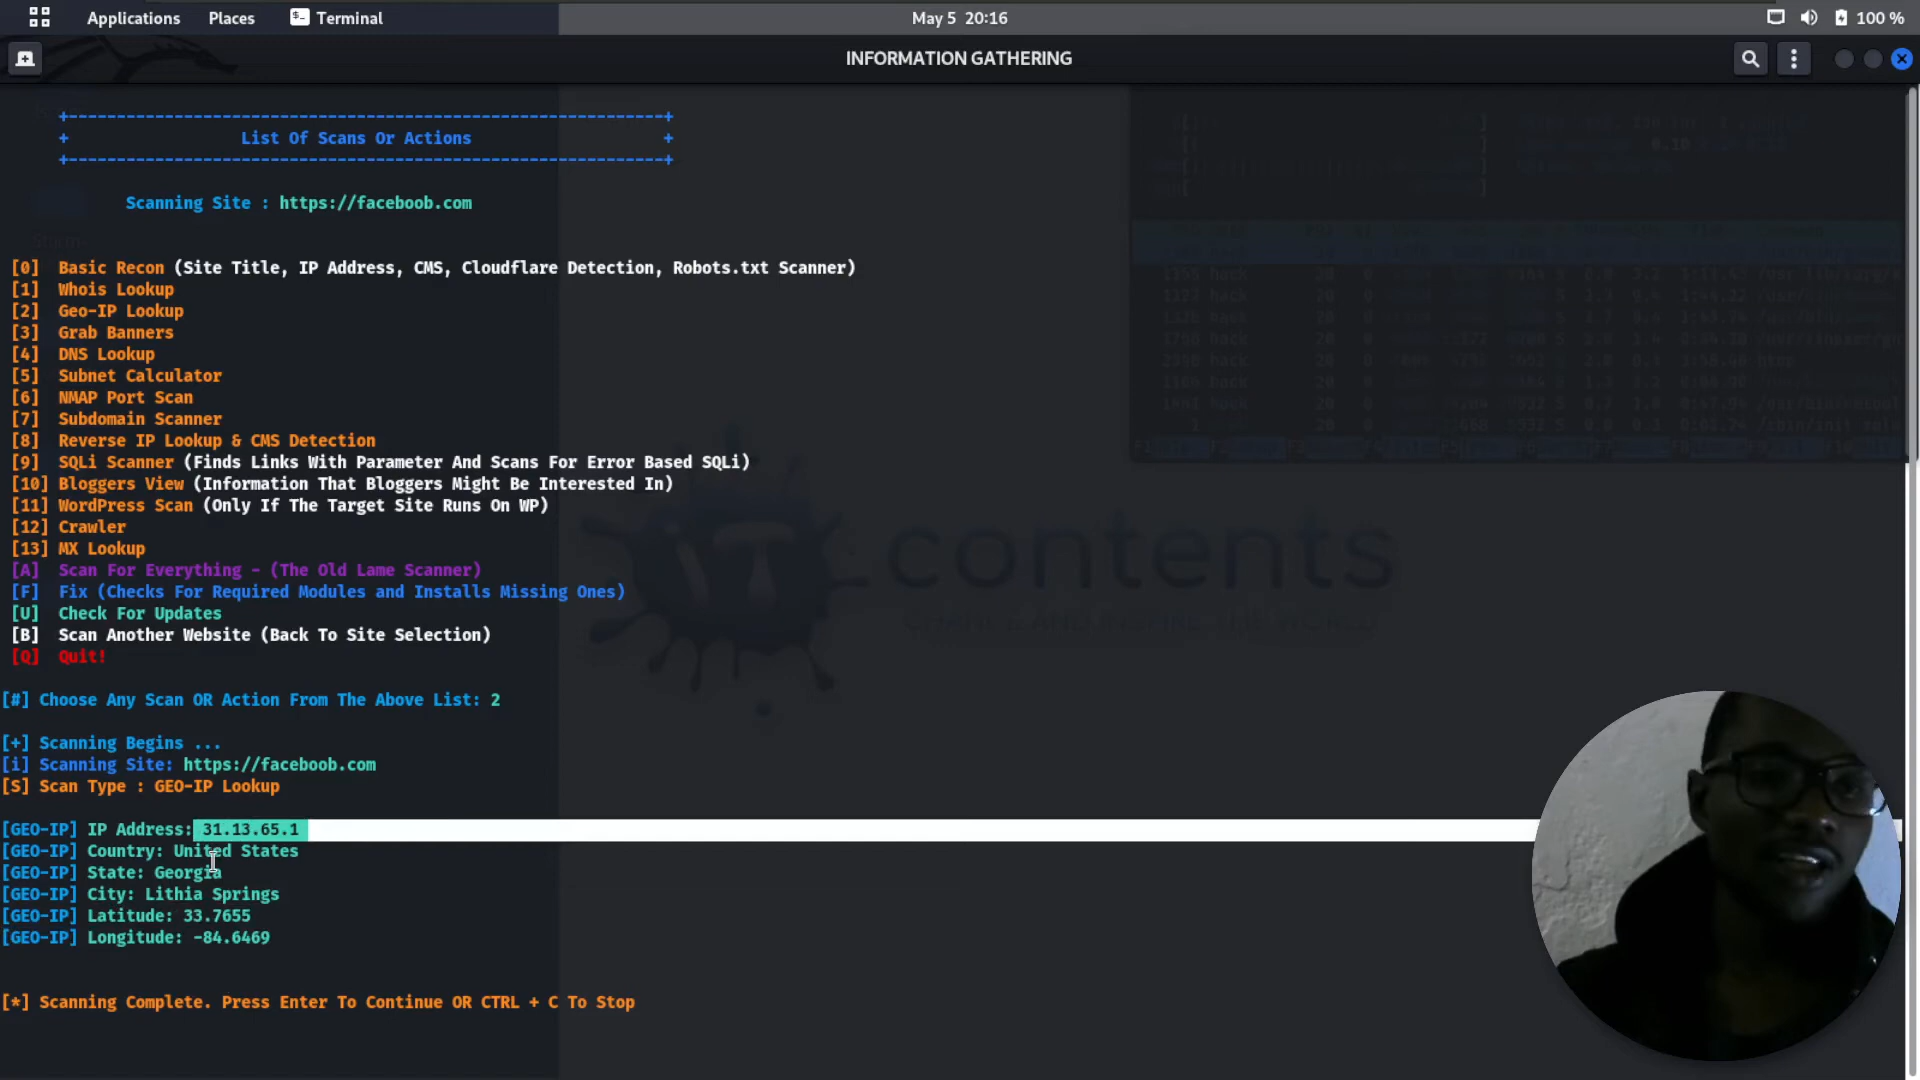 Applications Places Terminal May 5 20:16 100 %
INFORMATION GATHERING
+--------------------------------------------------------------+
+ List Of Scans Or Actions +
+--------------------------------------------------------------+
Scanning Site : https://faceboob.com
[0] Basic Recon (Site Title, IP Address, CMS, Cloudflare Detection, Robots.txt Scanner)
[1] Whois Lookup
[2] Geo-IP Lookup
[3] Grab Banners
[4] DNS Lookup
[5] Subnet Calculator
[6] NMAP Port Scan
[7] Subdomain Scanner
[8] Reverse IP Lookup & CMS Detection
[9] SQLi Scanner (Finds Links With Parameter And Scans For Error Based SQLi)
[10] Bloggers View (Information That Bloggers Might Be Interested In)
[11] WordPress Scan (Only If The Target Site Runs On WP)
[12] Crawler
[13] MX Lookup
[A] Scan For Everything - (The Old Lame Scanner)
[F] Fix (Checks For Required Modules and Installs Missing Ones)
[U] Check For Updates
[B] Scan Another Website (Back To Site Selection)
[Q] Quit!
[#] Choose Any Scan OR Action From The Above List: 2
[+] Scanning Begins ...
[i] Scanning Site: https://faceboob.com
[S] Scan Type : GEO-IP Lookup
[GEO-IP] IP Address: 31.13.65.1
[GEO-IP] Country: United States
[GEO-IP] State: Georgia
[GEO-IP] City: Lithia Springs
[GEO-IP] Latitude: 33.7655
[GEO-IP] Longitude: -84.6469
[*] Scanning Complete. Press Enter To Continue OR CTRL + C To Stop
contents
CHANGE AND INSPIRE THE WORLD